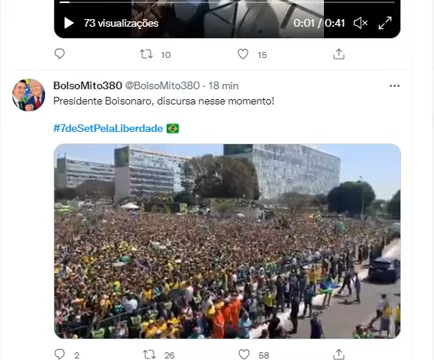 73 visualizações
0:01 / 0:41
10
15
BolsoMito380 @BolsoMito380 · 18 min
Presidente Bolsonaro, discursa nesse momento!
#7deSetPelaLiberdade
2
26
58